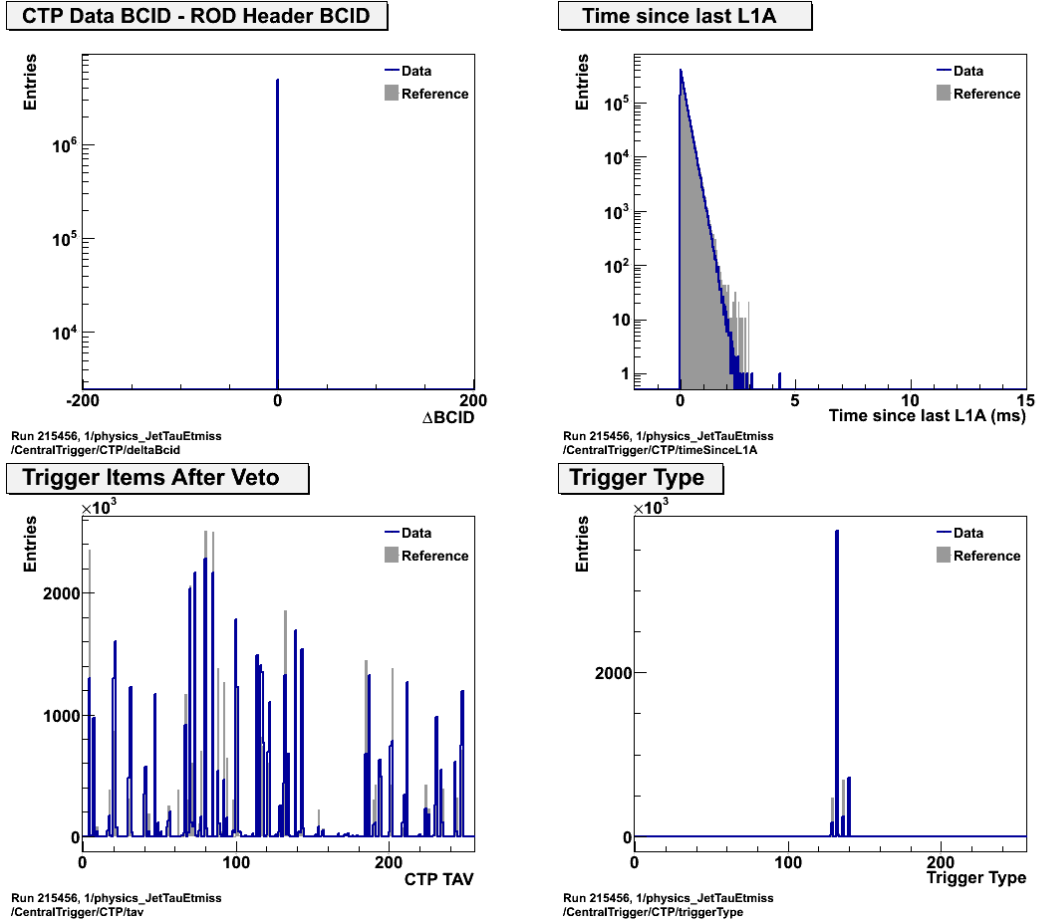 CTP Data BCID - ROD Header BCID
Entries
Data
Reference
10⁶
10⁵
10⁴
-200
0
200
ΔBCID
Run 215456, 1/physics_JetTauEtmiss
/CentralTrigger/CTP/deltaBcid
Time since last L1A
Entries
Data
Reference
10⁵
10⁴
10³
10²
10
1
0
5
10
15
Time since last L1A (ms)
Run 215456, 1/physics_JetTauEtmiss
/CentralTrigger/CTP/timeSinceL1A
Trigger Items After Veto
×10³
Entries
Data
Reference
2000
1000
0
0
100
200
CTP TAV
Run 215456, 1/physics_JetTauEtmiss
/CentralTrigger/CTP/tav
Trigger Type
×10³
Entries
Data
Reference
2000
0
0
100
200
Trigger Type
Run 215456, 1/physics_JetTauEtmiss
/CentralTrigger/CTP/triggerType